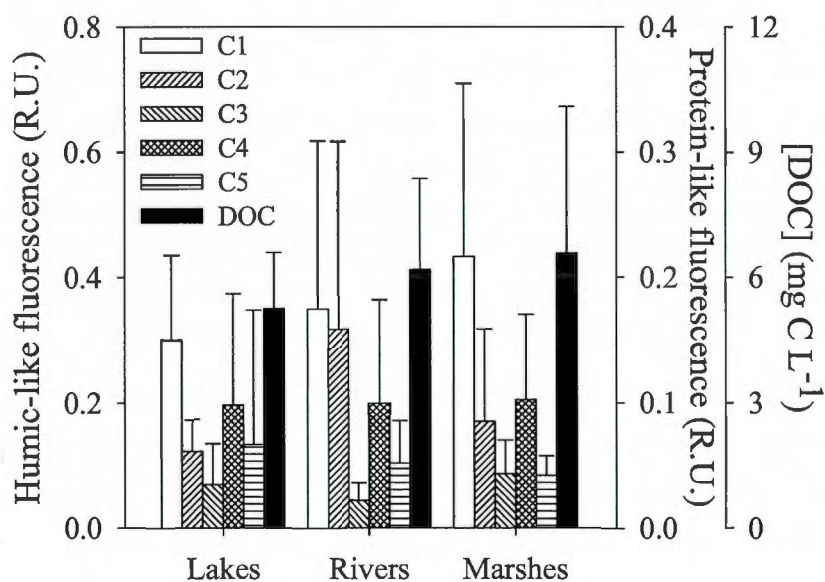 Humic-like fluorescence (R.U.)
0.8
0.6
0.4
0.2
0.0
C1
C2
C3
C4
C5
DOC
Lakes
Rivers
Marshes
0.4
0.3
0.2
0.1
0.0
Protein-like fluorescence (R.U.)
12
9
6
3
0
[DOC] (mg C L-1)